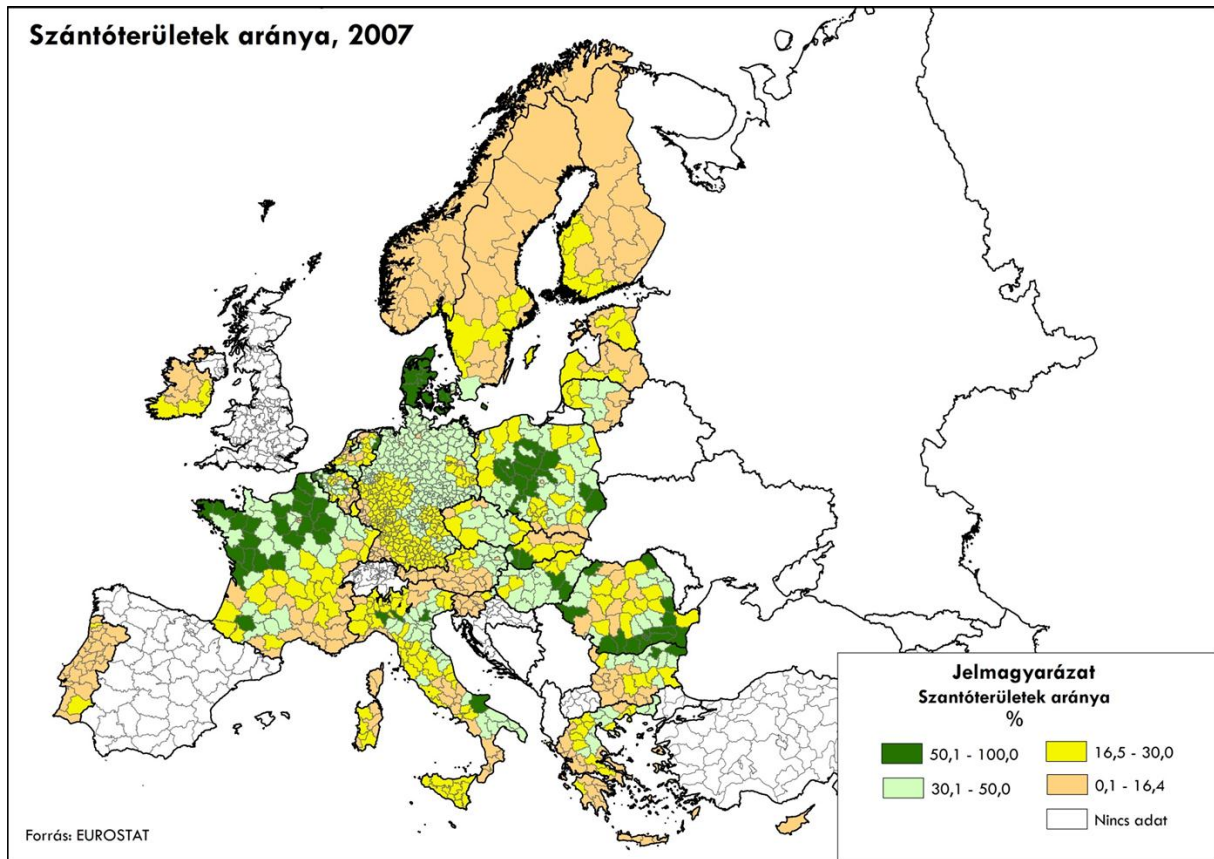 Szántóterületek aránya, 2007
Jelmagyarázat
Szantóterületek aránya
%
50,1 - 100,0
16,5 - 30,0
30,1 - 50,0
0,1 - 16,4
Nincs adat
Forrás: EUROSTAT